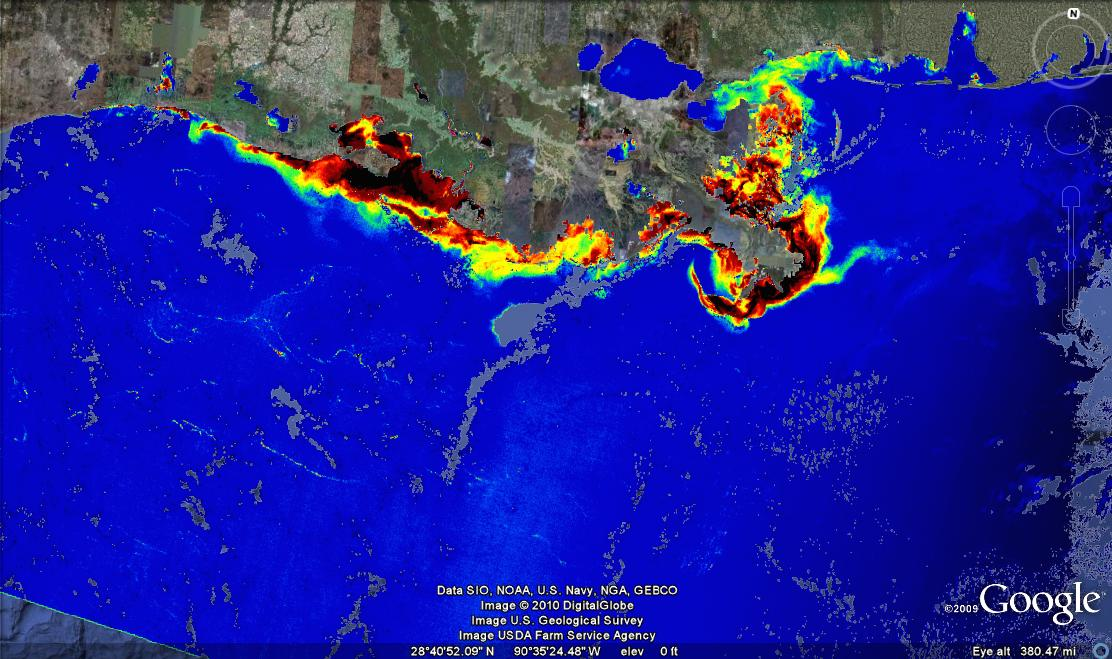 N
Data SIO, NOAA, U.S. Navy, NGA, GEBCO
Image © 2010 DigitalGlobe
Image U.S. Geological Survey
Image USDA Farm Service Agency
©2009 Google
28°40'52.09" N 90°35'24.48" W elev 0 ft Eye alt 380.47 mi